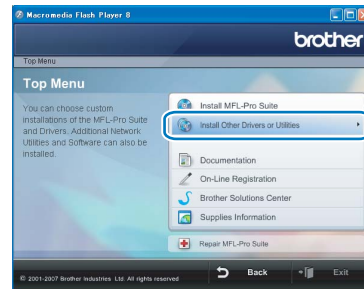 Macromedia Flash Player 8
brother
Top Menu
Top Menu
You can choose custom
installations of the MFL-Pro Suite
and Drivers. Additional Network
Utilities and Software can also be
installed.
Install MFL-Pro Suite
Install Other Drivers or Utilities
Documentation
On-Line Registration
Brother Solutions Center
Supplies Information
Repair MFL-Pro Suite
© 2001-2007 Brother Industries Ltd. All rights reserved
Back
Exit